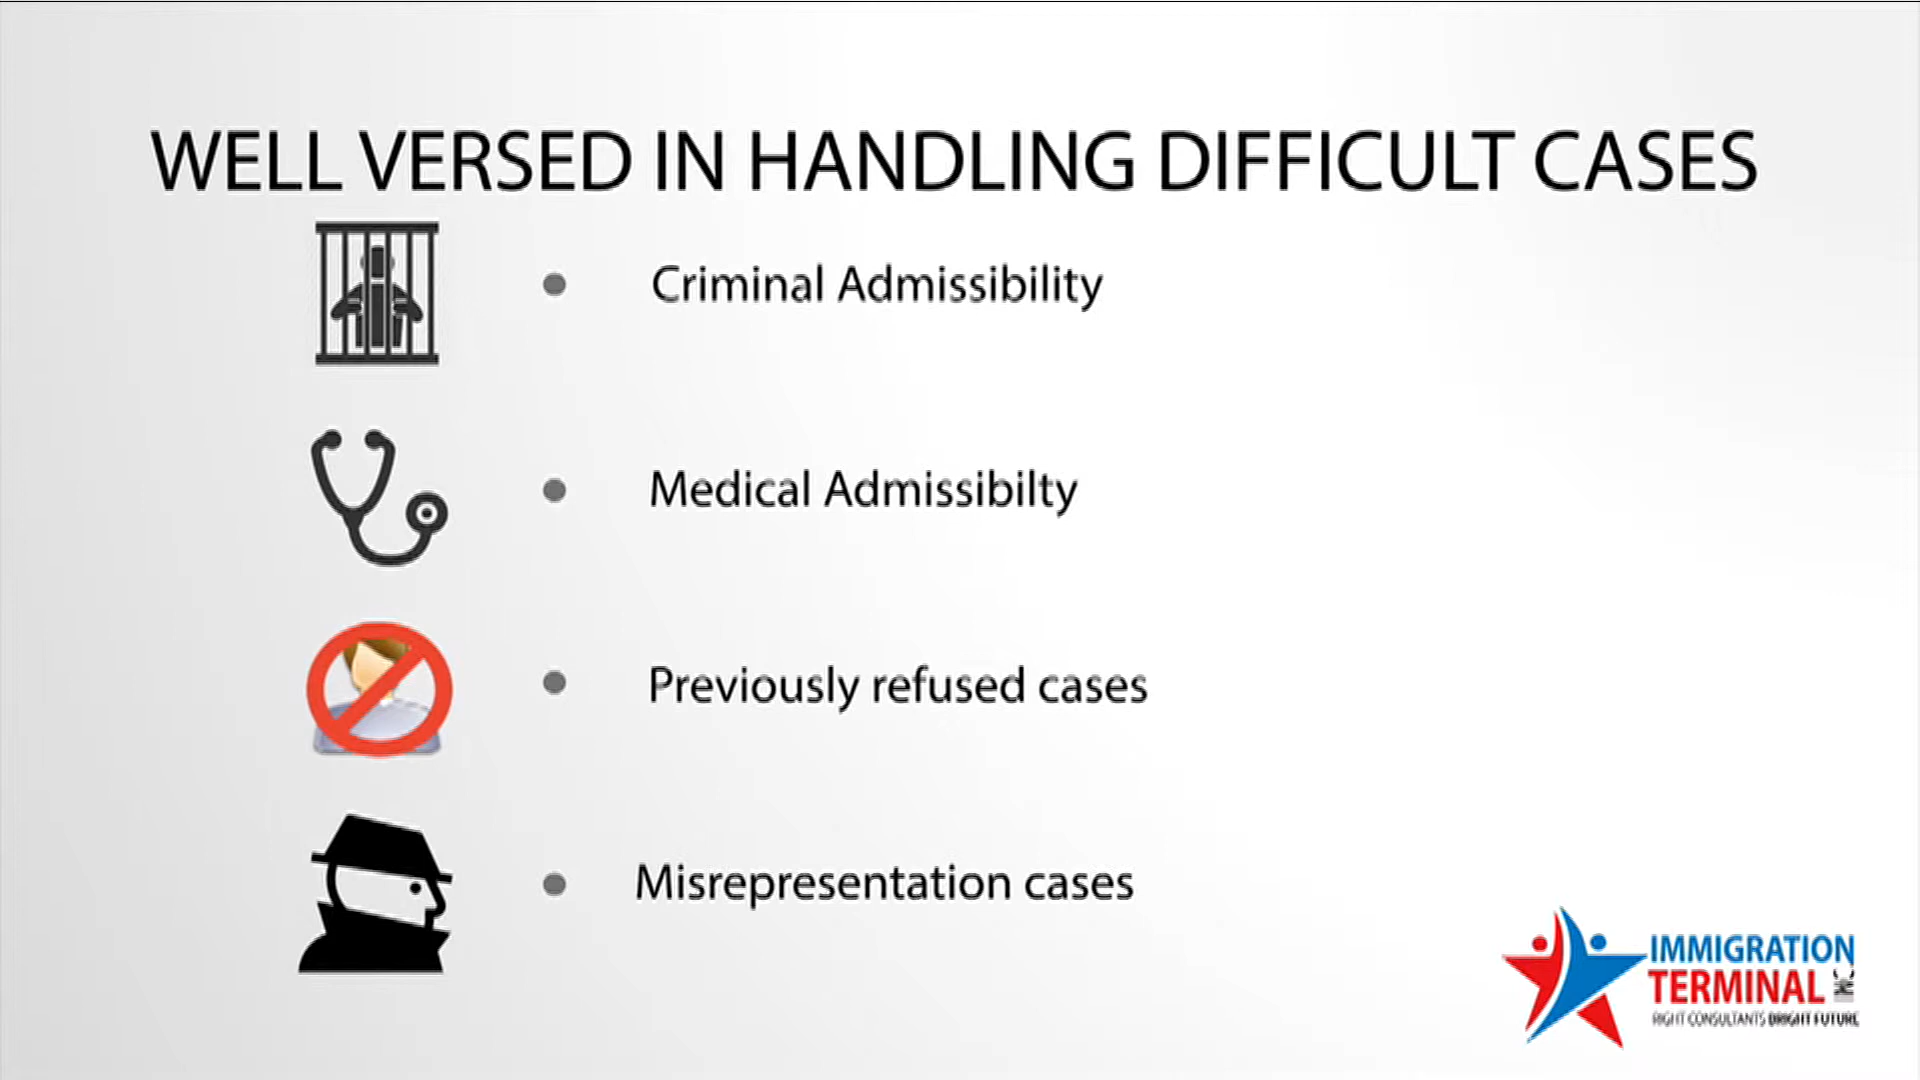 WELL VERSED IN HANDLING DIFFICULT CASES
• Criminal Admissibility
• Medical Admissibilty
• Previously refused cases
• Misrepresentation cases
IMMIGRATION
TERMINAL INC.
RIGHT CONSULTANTS BRIGHT FUTURE